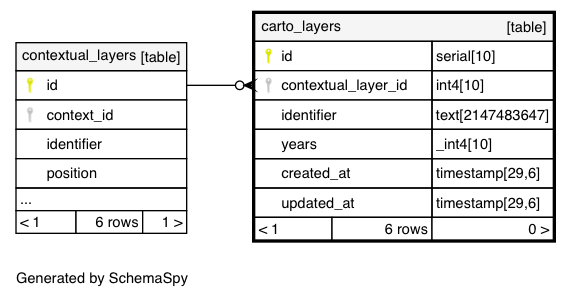 contextual_layers [table]
id
context_id
identifier
position
...
< 1 6 rows 1 >
carto_layers [table]
id serial[10]
contextual_layer_id int4[10]
identifier text[2147483647]
years _int4[10]
created_at timestamp[29,6]
updated_at timestamp[29,6]
< 1 6 rows 0 >
Generated by SchemaSpy